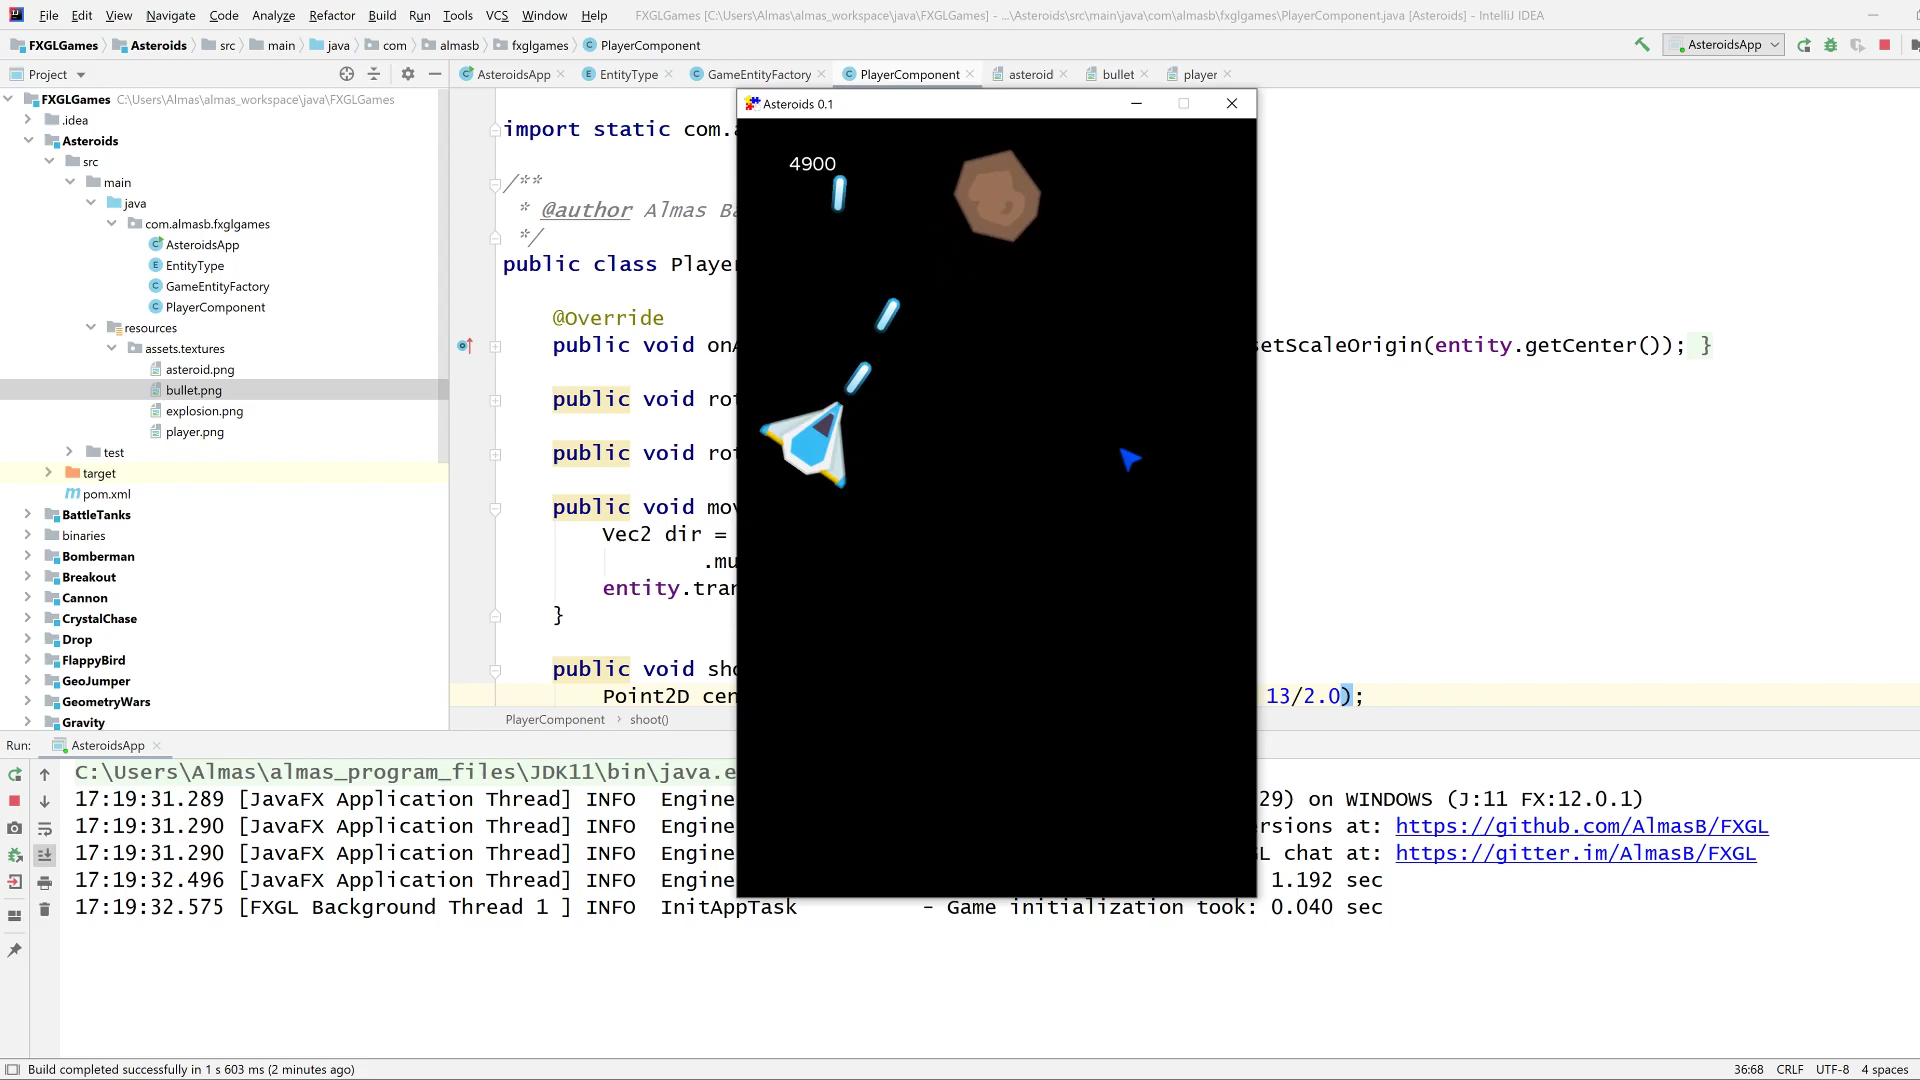 File Edit View Navigate Code Analyze Refactor Build Run Tools VCS Window Help FXGLGames [C:\Users\Almas\almas_workspace\java\FXGLGames] - ...\Asteroids\src\main\java\com\almasb\fxglgames\PlayerComponent.java [Asteroids] - IntelliJ IDEA
FXGLGames Asteroids src main java com almasb fxglgames PlayerComponent AsteroidsApp
Project AsteroidsApp EntityType GameEntityFactory PlayerComponent asteroid bullet player
FXGLGames C:\Users\Almas\almas_workspace\java\FXGLGames
.idea
Asteroids
src
main
java
com.almasb.fxglgames
AsteroidsApp
EntityType
GameEntityFactory
PlayerComponent
resources
assets.textures
asteroid.png
bullet.png
explosion.png
player.png
test
target
pom.xml
BattleTanks
binaries
Bomberman
Breakout
Cannon
CrystalChase
Drop
FlappyBird
GeoJumper
GeometryWars
Gravity
import static com.
/**
* @author Almas
*/
public class Player
@Override
public void on setScaleOrigin(entity.getCenter()); }
public void rot
public void rot
public void mov
Vec2 dir =
.mu
entity.tran
}
public void sho
Point2D cen 13/2.0);
PlayerComponent shoot()
Asteroids 0.1
4900
Run: AsteroidsApp
C:\Users\Almas\almas_program_files\JDK11\bin\java.e
17:19:31.289 [JavaFX Application Thread] INFO Engine 29) on WINDOWS (J:11 FX:12.0.1)
17:19:31.290 [JavaFX Application Thread] INFO Engine rsions at: https://github.com/AlmasB/FXGL
17:19:31.290 [JavaFX Application Thread] INFO Engine L chat at: https://gitter.im/AlmasB/FXGL
17:19:32.496 [JavaFX Application Thread] INFO Engine 1.192 sec
17:19:32.575 [FXGL Background Thread 1 ] INFO InitAppTask - Game initialization took: 0.040 sec
Build completed successfully in 1 s 603 ms (2 minutes ago) 36:68 CRLF UTF-8 4 spaces